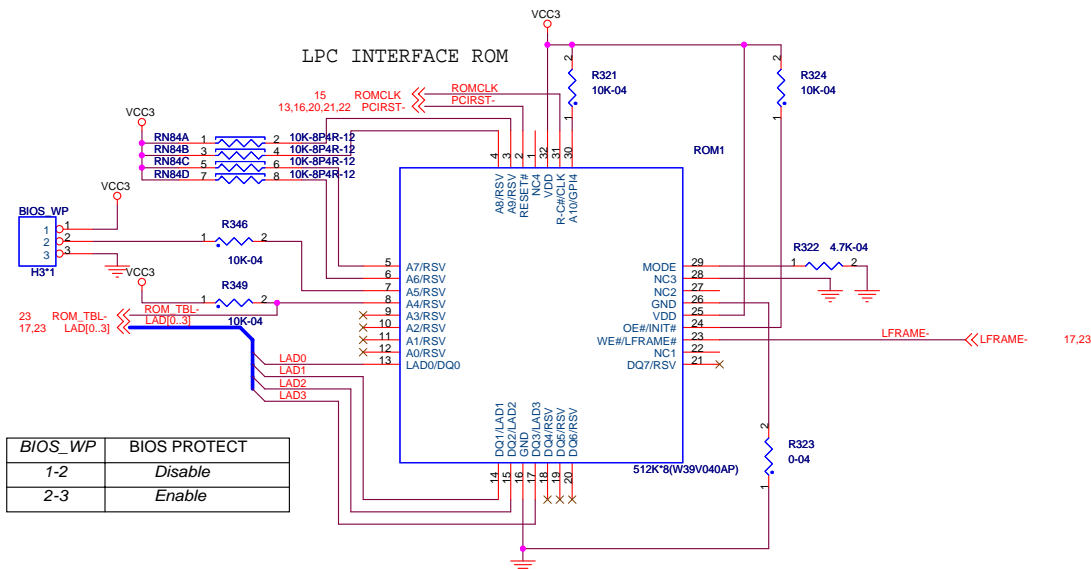 VCC3
LPC INTERFACE ROM
2
R321
10K-04
1
2
R324
10K-04
1
15 ROMCLK
13,16,20,21,22 PCIRST-
ROMCLK
PCIRST-
VCC3
RN84A 1 2 10K-8P4R-12
RN84B 3 4 10K-8P4R-12
RN84C 5 6 10K-8P4R-12
RN84D 7 8 10K-8P4R-12
4 3 2 1 32 31 30
ROM1
A8/RSV
A9/RSV
RESET#
NC4
VDD
R-C#/CLK
A10/GPI4
VCC3
BIOS_WP
1 1
2 2
3 3
H3*1
R346
1 2
10K-04
VCC3
R349
1 2
10K-04
23 ROM_TBL-
17,23 LAD[0..3]
ROM_TBL-
LAD[0..3]
5 A7/RSV
6 A6/RSV
7 A5/RSV
8 A4/RSV
9 A3/RSV
10 A2/RSV
11 A1/RSV
12 A0/RSV
13 LAD0/DQ0
MODE 29
NC3 28
NC2 27
GND 26
VDD 25
OE#/INIT# 24
WE#/LFRAME# 23
NC1 22
DQ7/RSV 21
R322 4.7K-04
1 2
LFRAME-
LFRAME- 17,23
LAD0
LAD1
LAD2
LAD3
DQ1/LAD1
DQ2/LAD2
GND
DQ3/LAD3
DQ4/RSV
DQ5/RSV
DQ6/RSV
14 15 16 17 18 19 20
512K*8(W39V040AP)
2
R323
0-04
1
BIOS_WP BIOS PROTECT
1-2 Disable
2-3 Enable